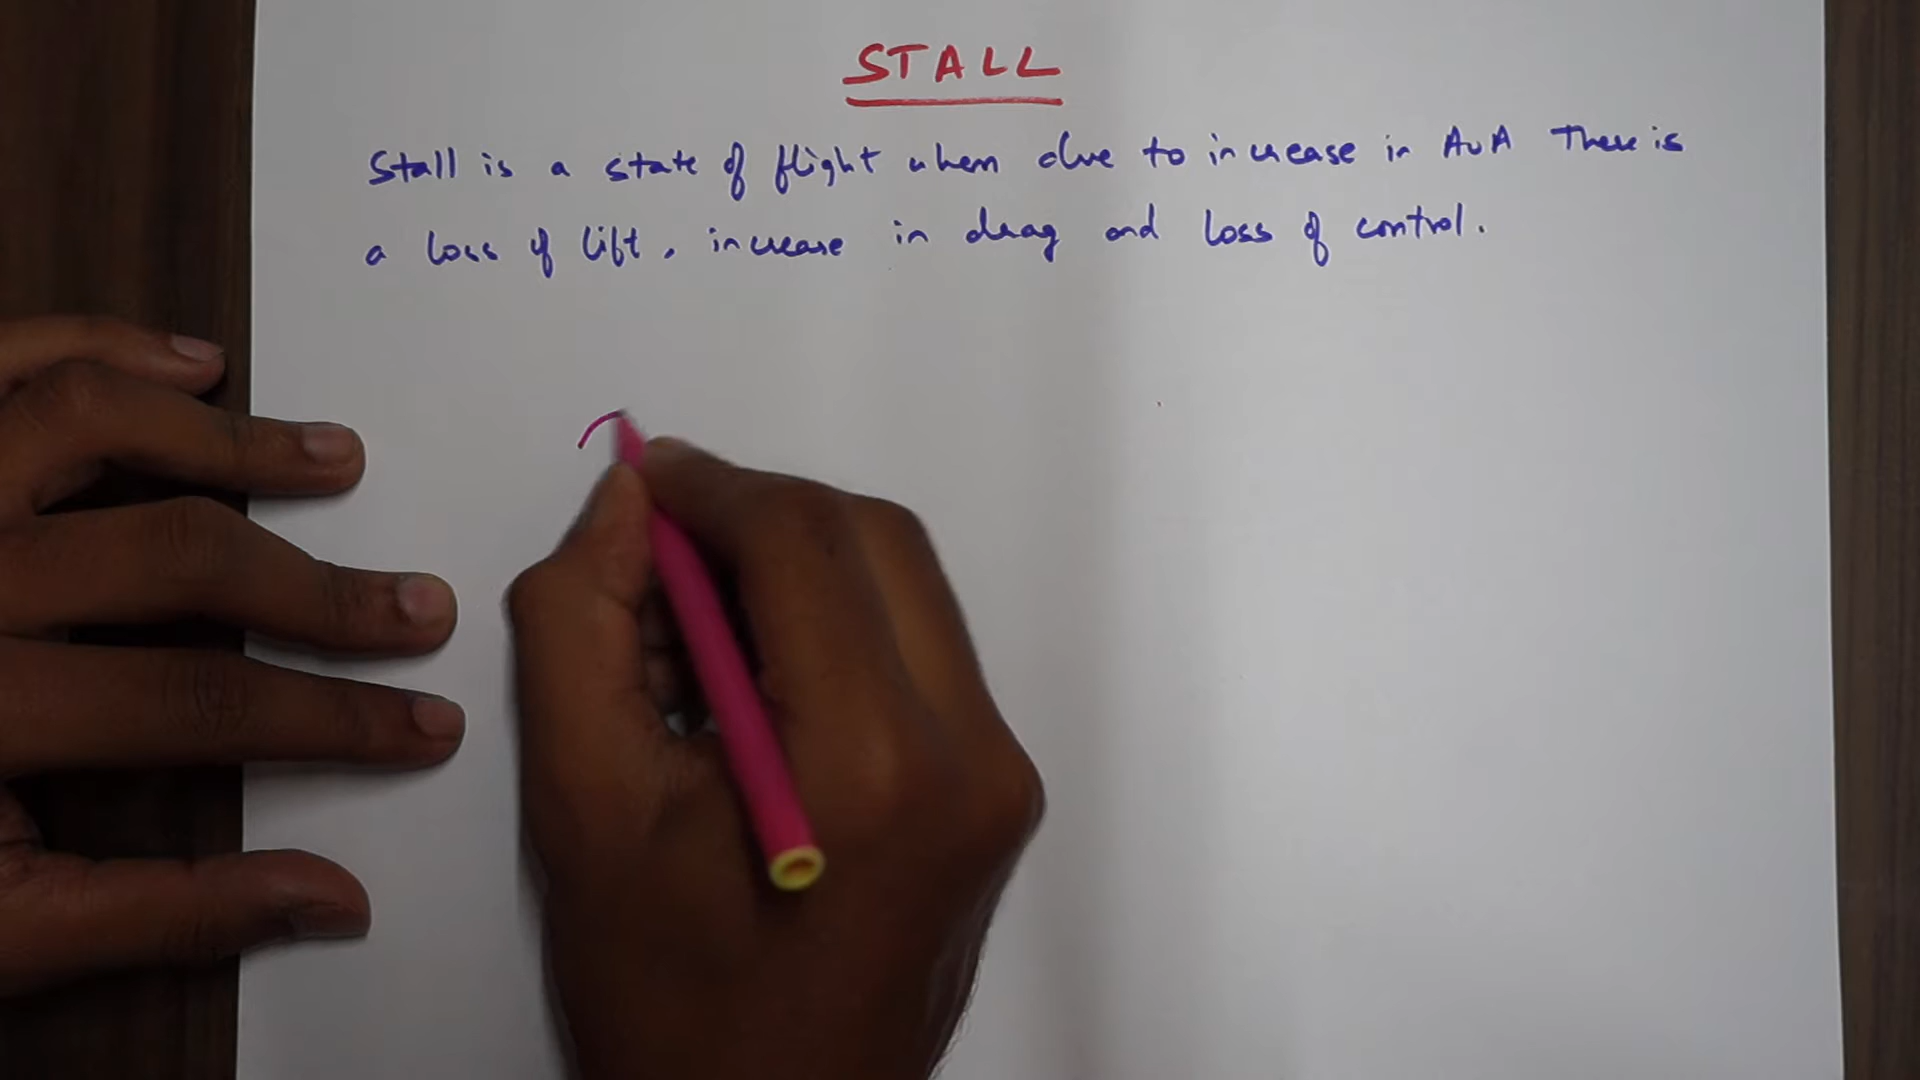 STALL
Stall is a state of flight when due to increase in AOA There is
a loss of lift, increase in drag and loss of control.